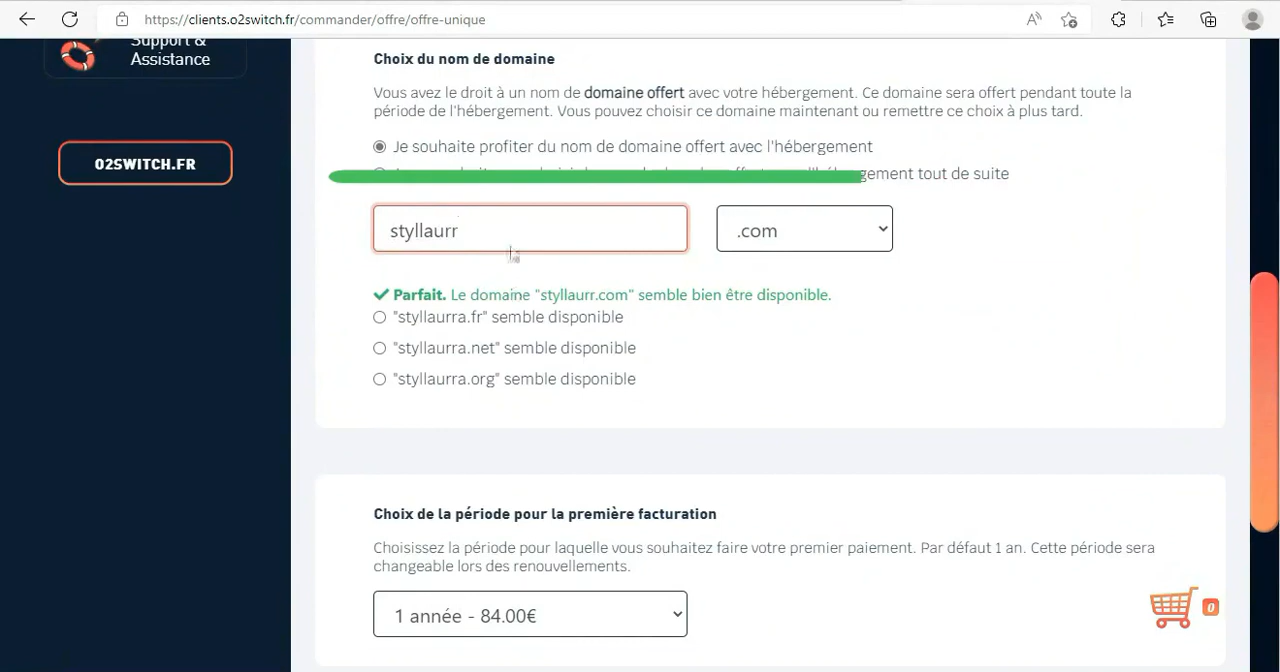 https://clients.o2switch.fr/commander/offre/offre-unique
Support &
Assistance
O2SWITCH.FR
Choix du nom de domaine
Vous avez le droit à un nom de domaine offert avec votre hébergement. Ce domaine sera offert pendant toute la
période de l'hébergement. Vous pouvez choisir ce domaine maintenant ou remettre ce choix à plus tard.
Je souhaite profiter du nom de domaine offert avec l'hébergement
tout de suite
styllaurr
.com
Parfait. Le domaine "styllaurr.com" semble bien être disponible.
"styllaurra.fr" semble disponible
"styllaurra.net" semble disponible
"styllaurra.org" semble disponible
Choix de la période pour la première facturation
Choisissez la période pour laquelle vous souhaitez faire votre premier paiement. Par défaut 1 an. Cette période sera
changeable lors des renouvellements.
1 année - 84.00€
0